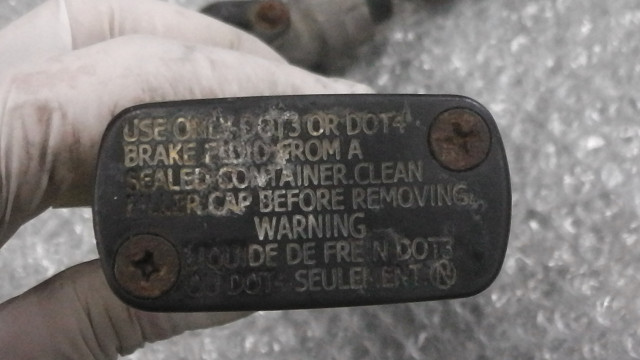 USE ONLY DOT3 OR DOT4
BRAKE FLUID FROM A
SEALED CONTAINER.CLEAN
FILLER CAP BEFORE REMOVING.
WARNING
LIQUIDE DE FREIN DOT3
OU DOT4 SEULEMENT. N